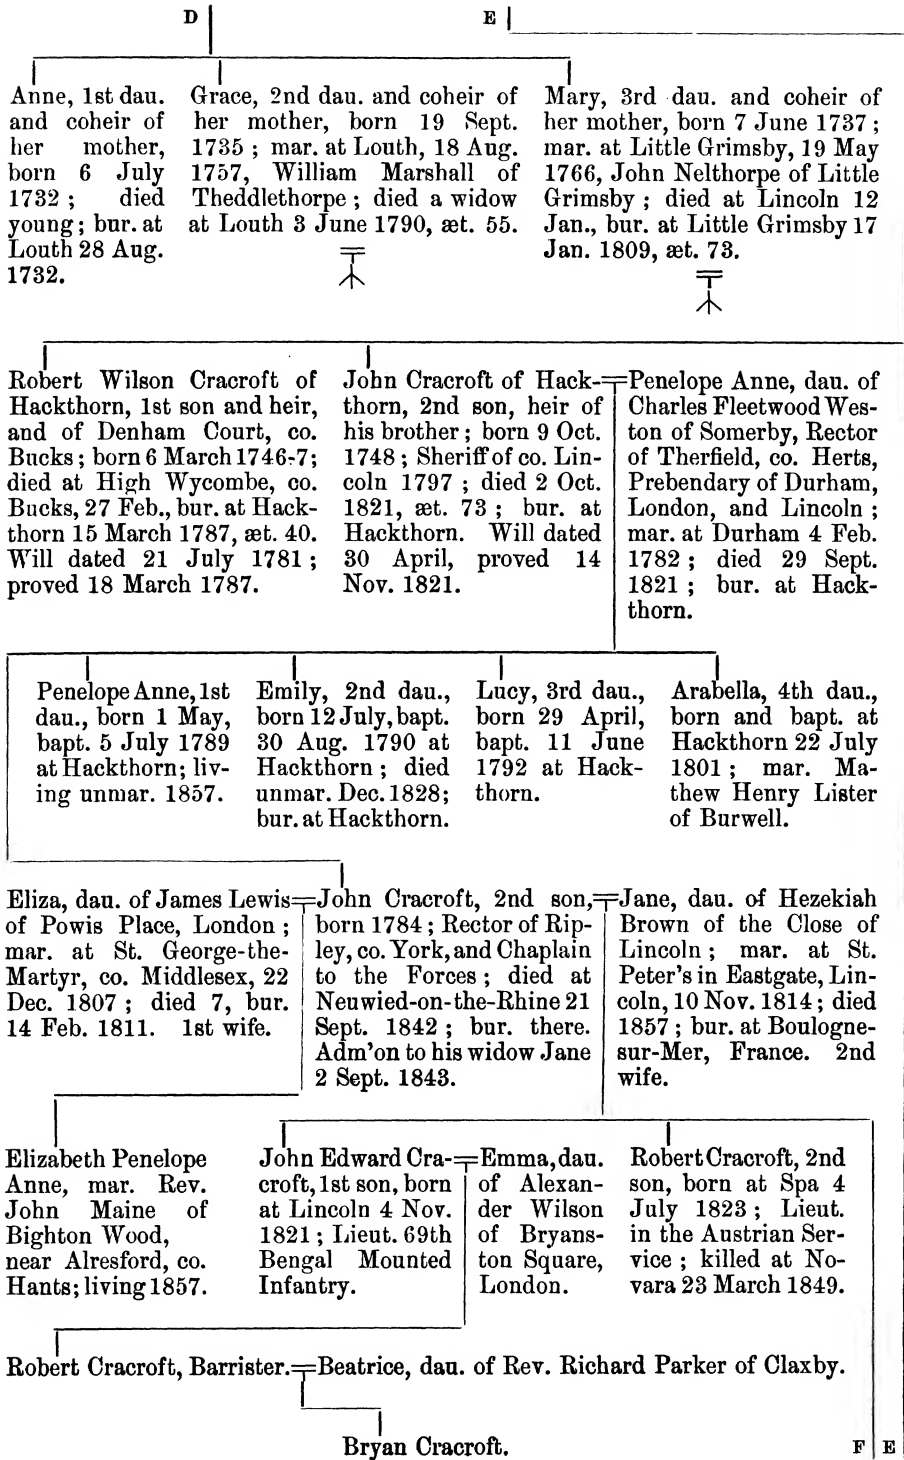 D
E
Anne, 1st dau.
and coheir of
her mother,
born 6 July
1732 ; died
young; bur. at
Louth 28 Aug.
1732.
Grace, 2nd dau. and coheir of
her mother, born 19 Sept.
1735 ; mar. at Louth, 18 Aug.
1757, William Marshall of
Theddlethorpe ; died a widow
at Louth 3 June 1790, æt. 55.
Mary, 3rd dau. and coheir of
her mother, born 7 June 1737 ;
mar. at Little Grimsby, 19 May
1766, John Nelthorpe of Little
Grimsby ; died at Lincoln 12
Jan., bur. at Little Grimsby 17
Jan. 1809, æt. 73.
Robert Wilson Cracroft of
Hackthorn, 1st son and heir,
and of Denham Court, co.
Bucks ; born 6 March 1746-7;
died at High Wycombe, co.
Bucks, 27 Feb., bur. at Hack-
thorn 15 March 1787, æt. 40.
Will dated 21 July 1781 ;
proved 18 March 1787.
John Cracroft of Hack-
thorn, 2nd son, heir of
his brother ; born 9 Oct.
1748 ; Sheriff of co. Lin-
coln 1797 ; died 2 Oct.
1821, æt. 73 ; bur. at
Hackthorn. Will dated
30 April, proved 14
Nov. 1821.
Penelope Anne, dau. of
Charles Fleetwood Wes-
ton of Somerby, Rector
of Therfield, co. Herts,
Prebendary of Durham,
London, and Lincoln ;
mar. at Durham 4 Feb.
1782 ; died 29 Sept.
1821 ; bur. at Hack-
thorn.
Penelope Anne, 1st
dau., born 1 May,
bapt. 5 July 1789
at Hackthorn; liv-
ing unmar. 1857.
Emily, 2nd dau.,
born 12 July, bapt.
30 Aug. 1790 at
Hackthorn ; died
unmar. Dec. 1828;
bur. at Hackthorn.
Lucy, 3rd dau.,
born 29 April,
bapt. 11 June
1792 at Hack-
thorn.
Arabella, 4th dau.,
born and bapt. at
Hackthorn 22 July
1801 ; mar. Ma-
thew Henry Lister
of Burwell.
Eliza, dau. of James Lewis
of Powis Place, London ;
mar. at St. George-the-
Martyr, co. Middlesex, 22
Dec. 1807 ; died 7, bur.
14 Feb. 1811. 1st wife.
John Cracroft, 2nd son,
born 1784 ; Rector of Rip-
ley, co. York, and Chaplain
to the Forces ; died at
Neuwied-on-the-Rhine 21
Sept. 1842 ; bur. there.
Adm'on to his widow Jane
2 Sept. 1843.
Jane, dau. of Hezekiah
Brown of the Close of
Lincoln ; mar. at St.
Peter's in Eastgate, Lin-
coln, 10 Nov. 1814 ; died
1857 ; bur. at Boulogne-
sur-Mer, France. 2nd
wife.
Elizabeth Penelope
Anne, mar. Rev.
John Maine of
Bighton Wood,
near Alresford, co.
Hants; living 1857.
John Edward Cra-
croft, 1st son, born
at Lincoln 4 Nov.
1821 ; Lieut. 69th
Bengal Mounted
Infantry.
Emma, dau.
of Alexan-
der Wilson
of Bryans-
ton Square,
London.
Robert Cracroft, 2nd
son, born at Spa 4
July 1823 ; Lieut.
in the Austrian Ser-
vice ; killed at No-
vara 23 March 1849.
Robert Cracroft, Barrister.
Beatrice, dau. of Rev. Richard Parker of Claxby.
Bryan Cracroft.
F
E